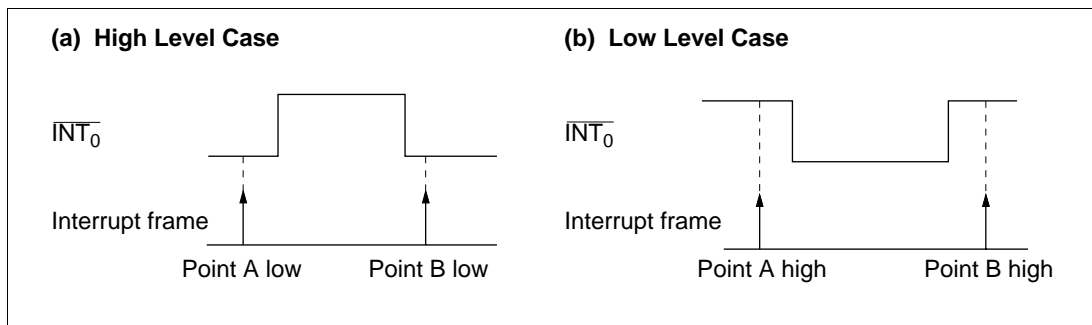 (a) High Level Case
INT0
Interrupt frame
Point A low Point B low
(b) Low Level Case
INT0
Interrupt frame
Point A high Point B high